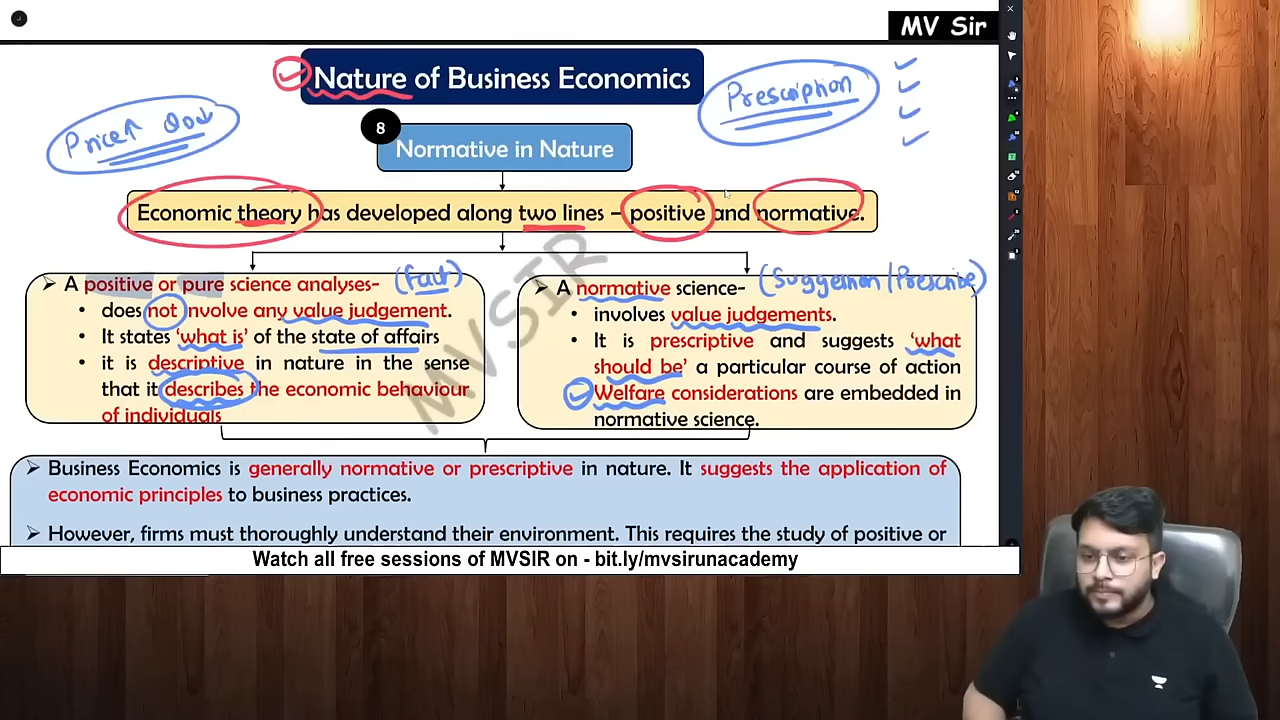 MV Sir
Nature of Business Economics
Prescription
Price↑ Qd↓
8
Normative in Nature
Economic theory has developed along two lines – positive and normative.
A positive or pure science analyses- (Fact)
does not involve any value judgement.
It states ‘what is’ of the state of affairs
it is descriptive in nature in the sense
that it describes the economic behaviour
of individuals
A normative science- (Suggestion/Prescribe)
involves value judgements.
It is prescriptive and suggests ‘what
should be’ a particular course of action
Welfare considerations are embedded in
normative science.
MVSIR
Business Economics is generally normative or prescriptive in nature. It suggests the application of
economic principles to business practices.
However, firms must thoroughly understand their environment. This requires the study of positive or
Watch all free sessions of MVSIR on - bit.ly/mvsirunacademy